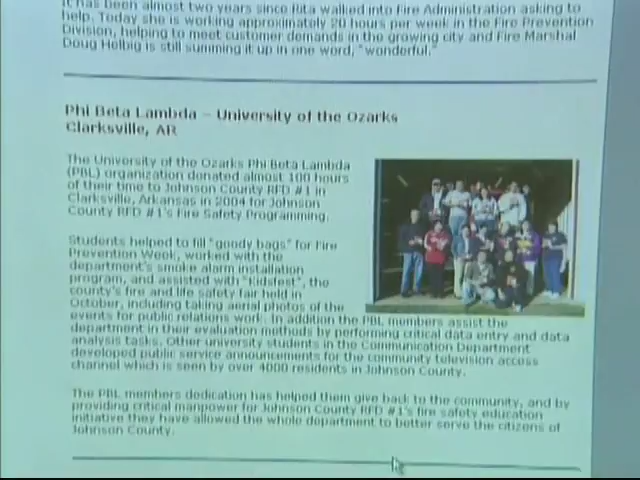 It has been almost two years since Rita walked into Fire Administration asking to
help. Today she is working approximately 20 hours per week in the Fire Prevention
Division, helping to meet customer demands in the growing city and Fire Marshal
Doug Helbig is still summing it up in one word, "wonderful."
Phi Beta Lambda – University of the Ozarks
Clarksville, AR
The University of the Ozarks Phi Beta Lambda
(PBL) organization donated almost 100 hours
of their time to Johnson County RFD #1 in
Clarksville, Arkansas in 2004 for Johnson
County RFD #1's Fire Safety Programming.
Students helped to fill "goody bags" for Fire
Prevention Week, worked with the
department's smoke alarm installation
program, and assisted with "Kidsfest", the
county's fire and life safety fair held in
October, including taking aerial photos of the
events for public relations work. In addition the PBL members assist the
department in their evaluation methods by performing critical data entry and data
analysis tasks. Other university students in the Communication Department
developed public service announcements for the community television access
channel which is seen by over 4000 residents in Johnson County.
The PBL members dedication has helped them give back to the community, and by
providing critical manpower for Johnson County RFD #1's fire safety education
initiative they have allowed the whole department to better serve the citizens of
Johnson County.